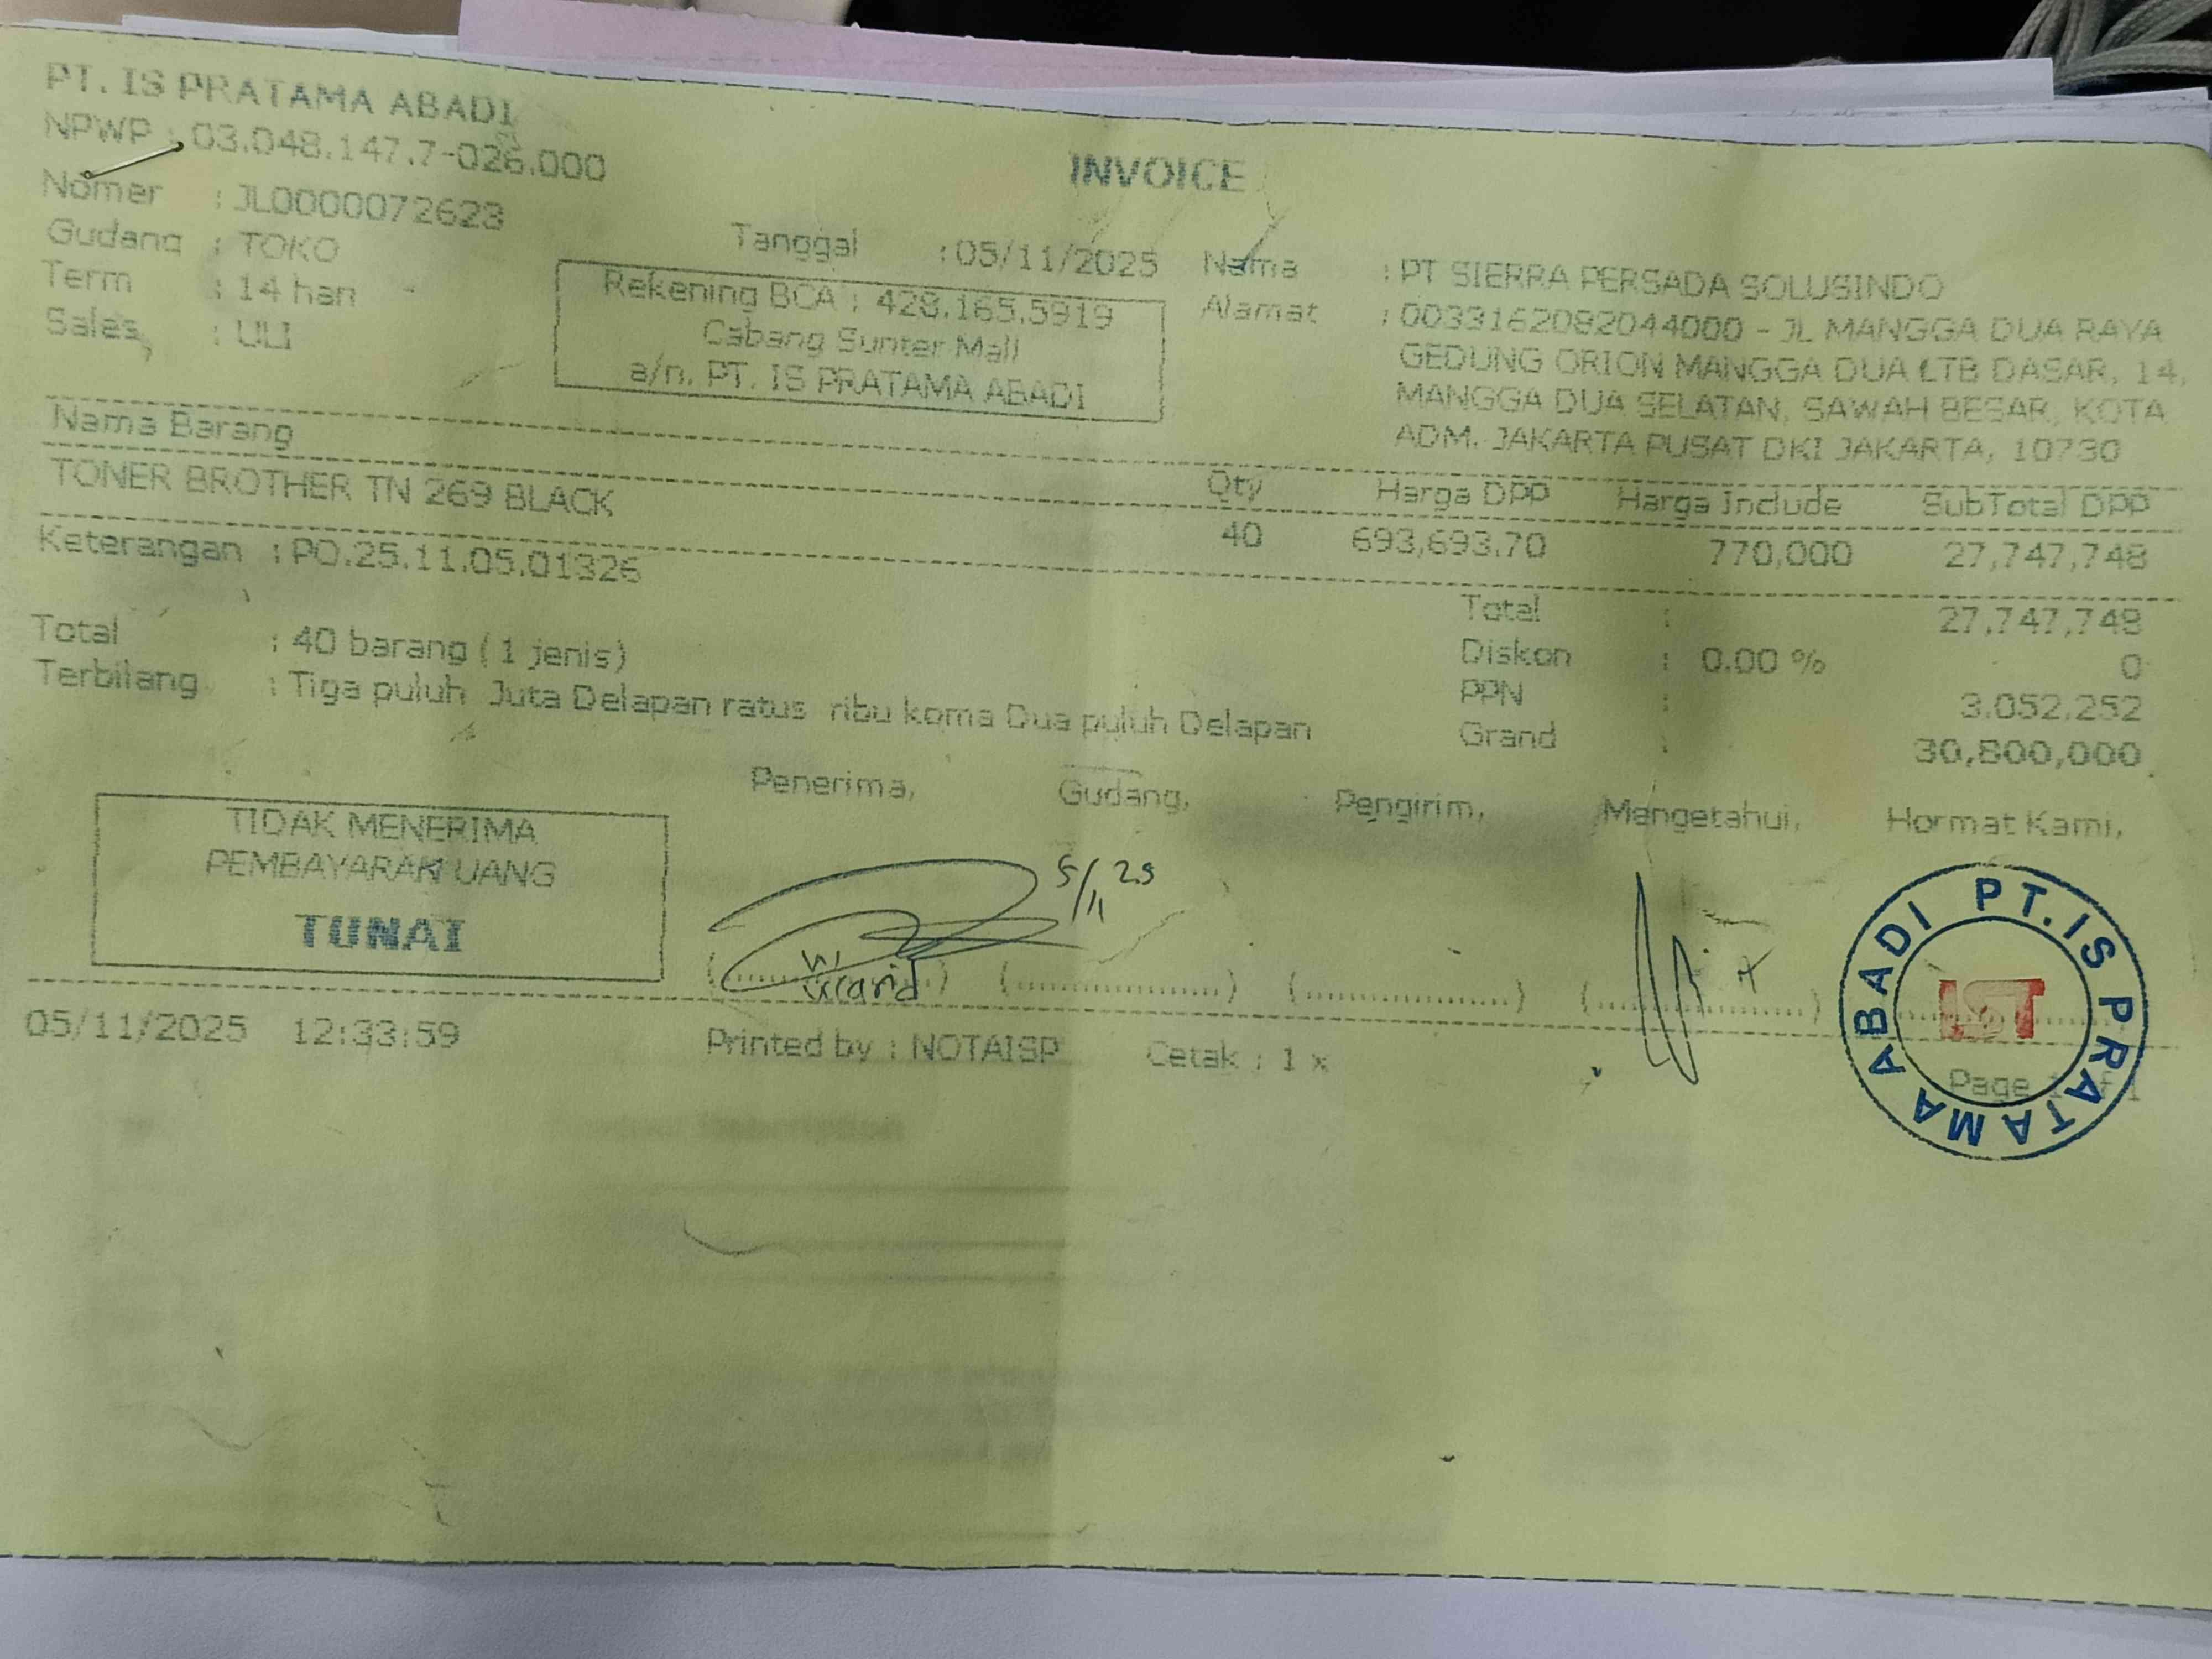 PT. IS PRATAMA ABADI
NPWP : 03.048.147.7-026.000
INVOICE
Nomer : JL0000072623
Gudang : TOKO
Term : 14 hari
Sales : ULI
Tanggal : 05/11/2025
Rekening BCA : 428.165.5919
Cabang Sunter Mall
a/n. PT. IS PRATAMA ABADI
Nama : PT SIERRA PERSADA SOLUSINDO
Alamat : 0033162082044000 - JL MANGGA DUA RAYA
GEDUNG ORION MANGGA DUA LTB DASAR, 14,
MANGGA DUA SELATAN, SAWAH BESAR, KOTA
ADM. JAKARTA PUSAT DKI JAKARTA, 10730
Nama Barang Qty Harga DPP Harga Include SubTotal DPP
TONER BROTHER TN 269 BLACK 40 693,693.70 770,000 27,747,748
Keterangan : PO.25.11.05.01326
Total : 27,747,748
Diskon : 0.00 % 0
PPN : 3,052,252
Grand : 30,800,000
Total : 40 barang ( 1 jenis)
Terbilang : Tiga puluh Juta Delapan ratus ribu koma Dua puluh Delapan
Penerima, Gudang, Pengirim, Mengetahui, Hormat Kami,
TIDAK MENERIMA
PEMBAYARAN UANG
TUNAI
(..................) (..................) (..................) (..................)
PT. IS PRATAMA ABADI
IST
05/11/2025 12:33:59 Printed by : NOTAISP Cetak : 1 x Page 1 of 1